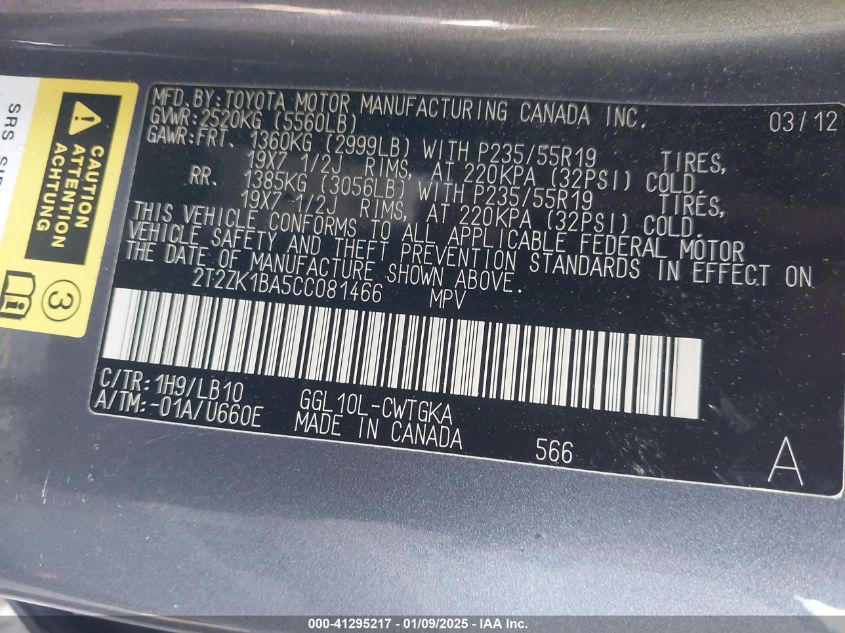 MFD. BY: TOYOTA MOTOR MANUFACTURING CANADA INC. 03/12
GVWR: 2520KG (5560LB)
GAWR: FRT. 1360KG (2999LB) WITH P235/55R19 TIRES,
19X7 1/2J RIMS, AT 220KPA (32PSI) COLD.
RR. 1385KG (3056LB) WITH P235/55R19 TIRES,
19X7 1/2J RIMS, AT 220KPA (32PSI) COLD.
THIS VEHICLE CONFORMS TO ALL APPLICABLE FEDERAL MOTOR
VEHICLE SAFETY AND THEFT PREVENTION STANDARDS IN EFFECT ON
THE DATE OF MANUFACTURE SHOWN ABOVE.
2T2ZK1BA5CC081466 MPV
C/TR: 1H9/LB10
A/TM: -01A/U660E
GGL10L-CWTGKA
MADE IN CANADA
566
A
CAUTION
ATTENTION
ACHTUNG
3
SRS
000-41295217 - 01/09/2025 - IAA Inc.